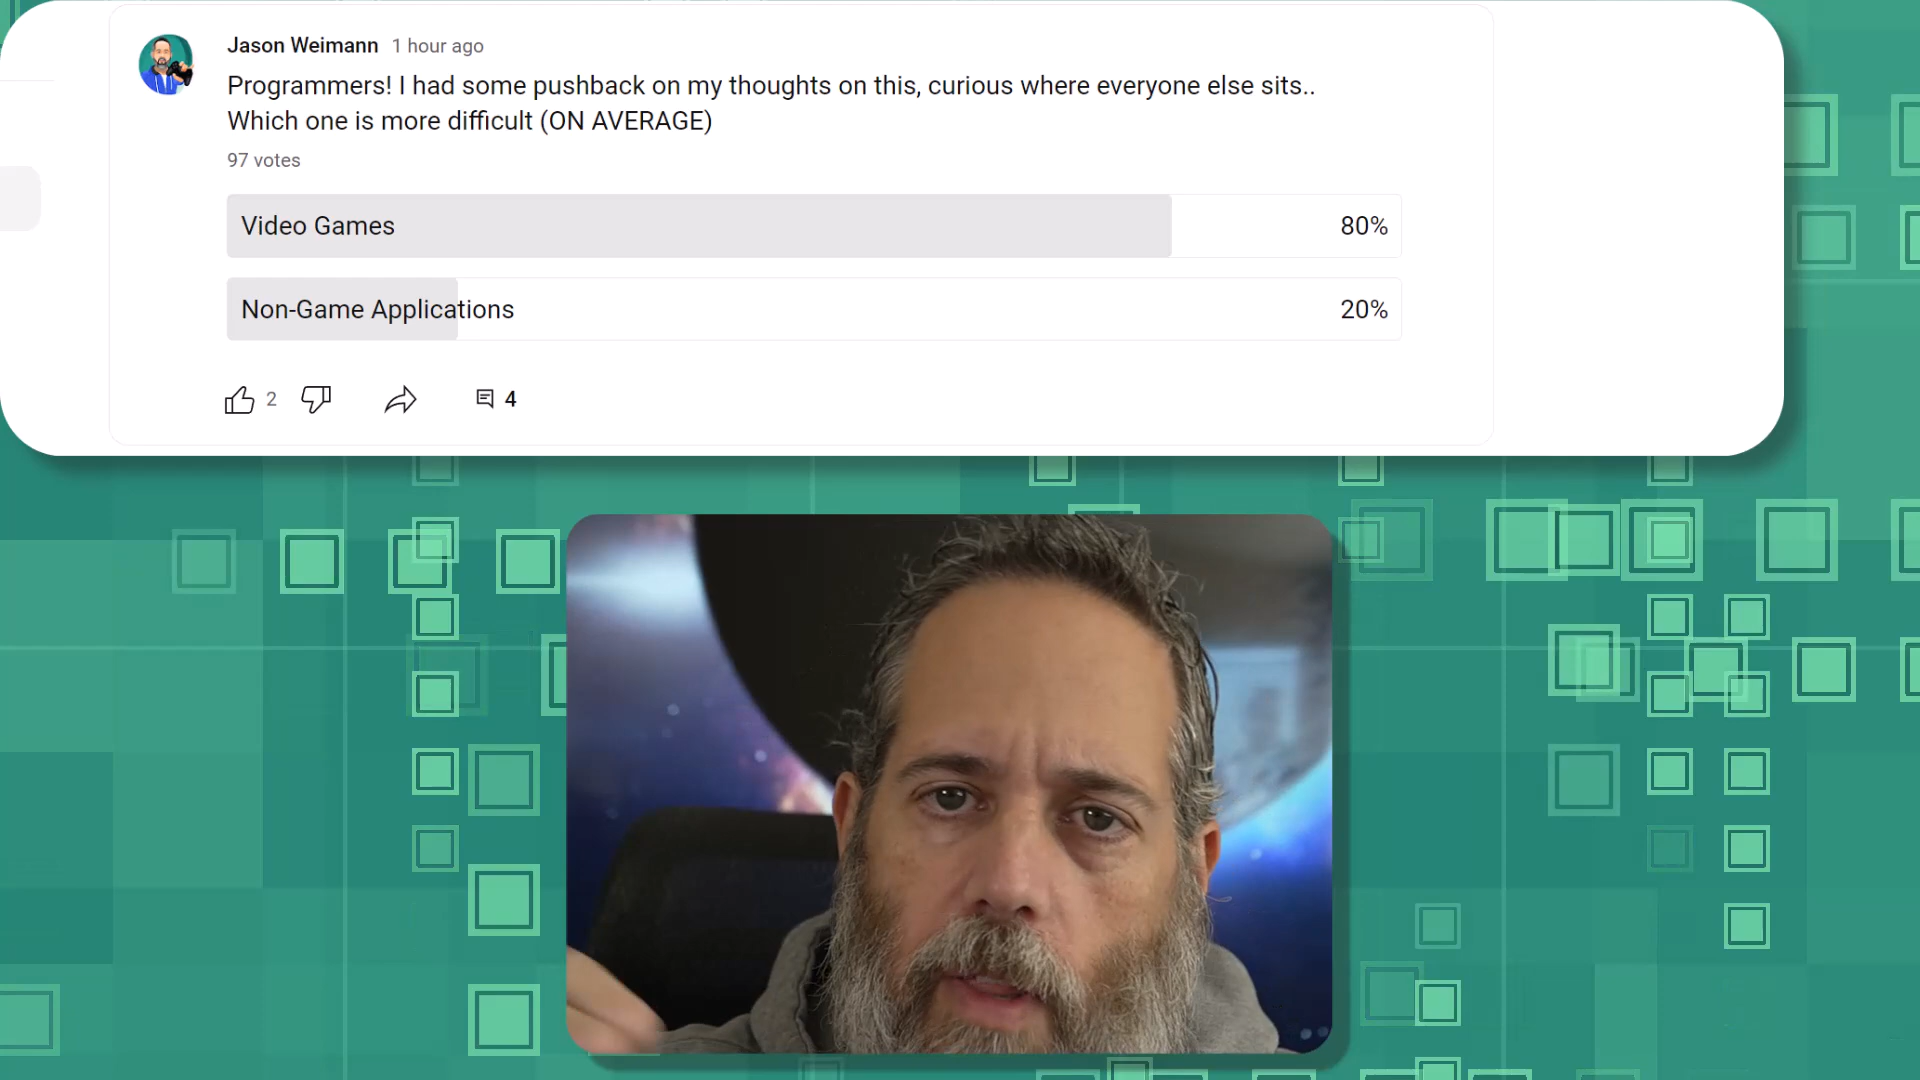 Jason Weimann 1 hour ago
Programmers! I had some pushback on my thoughts on this, curious where everyone else sits..
Which one is more difficult (ON AVERAGE)
97 votes
Video Games 80%
Non-Game Applications 20%
2 4